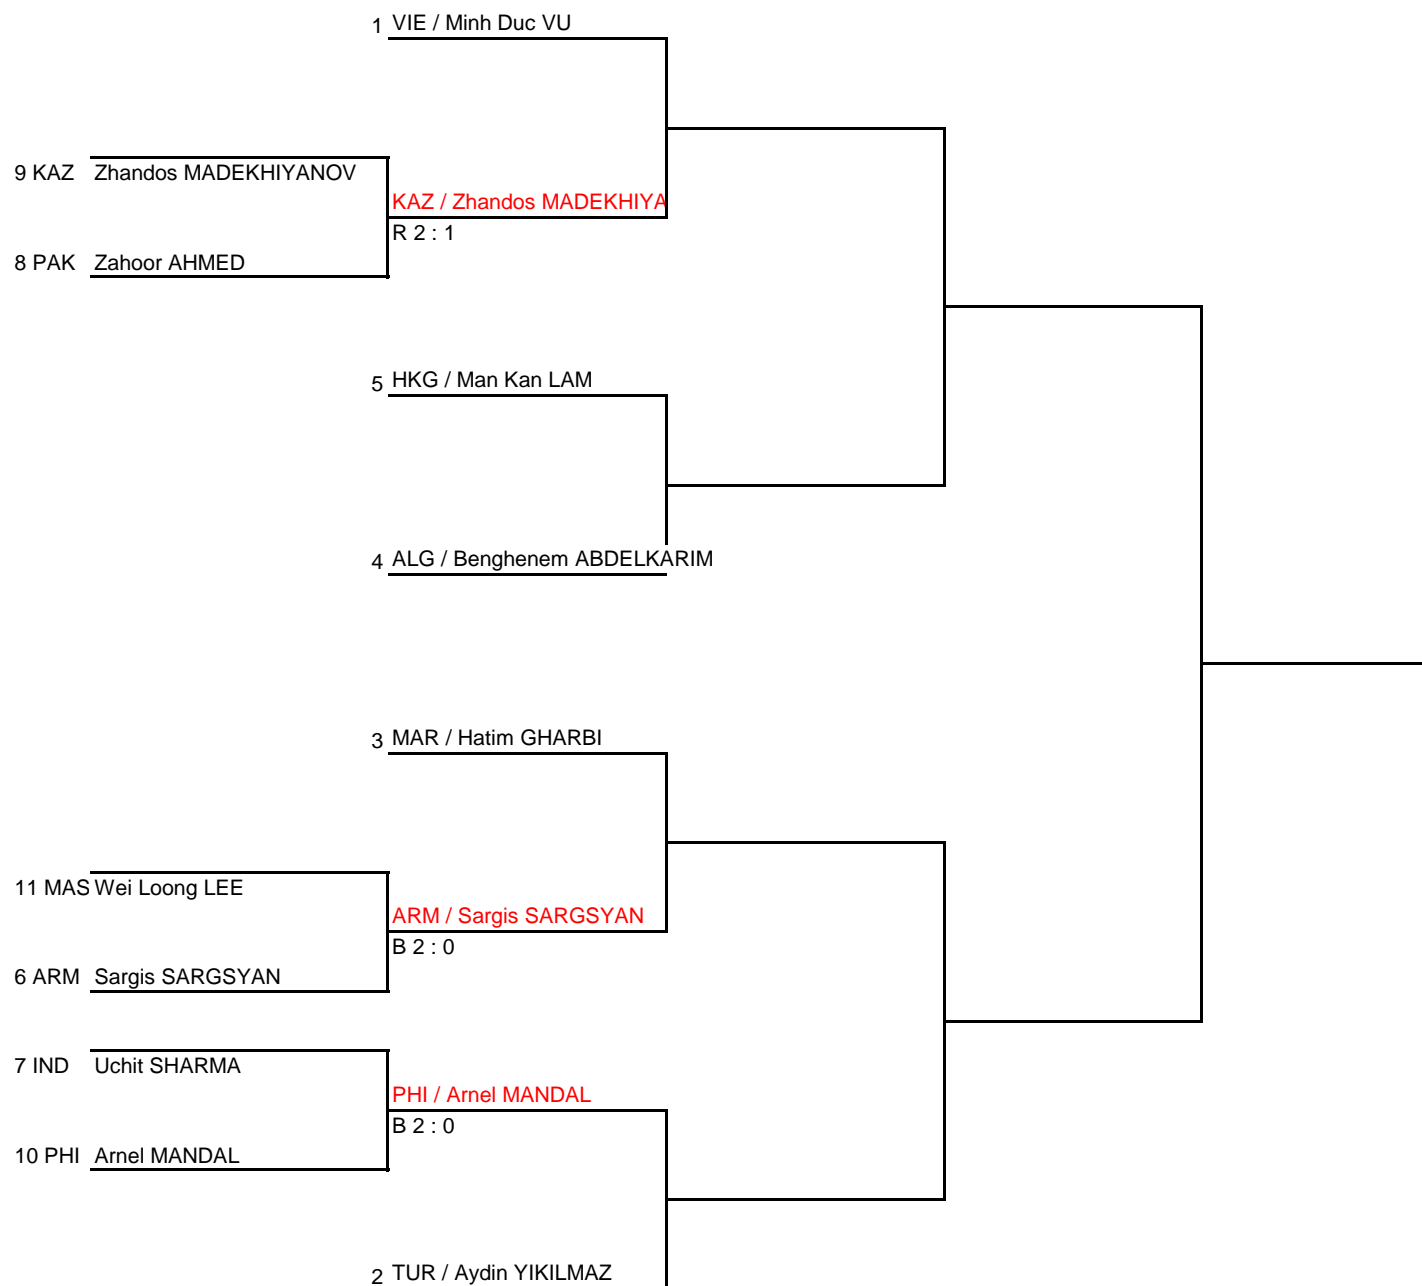 1 VIE / Minh Duc VU
9 KAZ Zhandos MADEKHIYANOV
KAZ / Zhandos MADEKHIYA
R 2 : 1
8 PAK Zahoor AHMED
5 HKG / Man Kan LAM
4 ALG / Benghenem ABDELKARIM
3 MAR / Hatim GHARBI
11 MAS Wei Loong LEE
ARM / Sargis SARGSYAN
B 2 : 0
6 ARM Sargis SARGSYAN
7 IND Uchit SHARMA
PHI / Arnel MANDAL
B 2 : 0
10 PHI Arnel MANDAL
2 TUR / Aydin YIKILMAZ